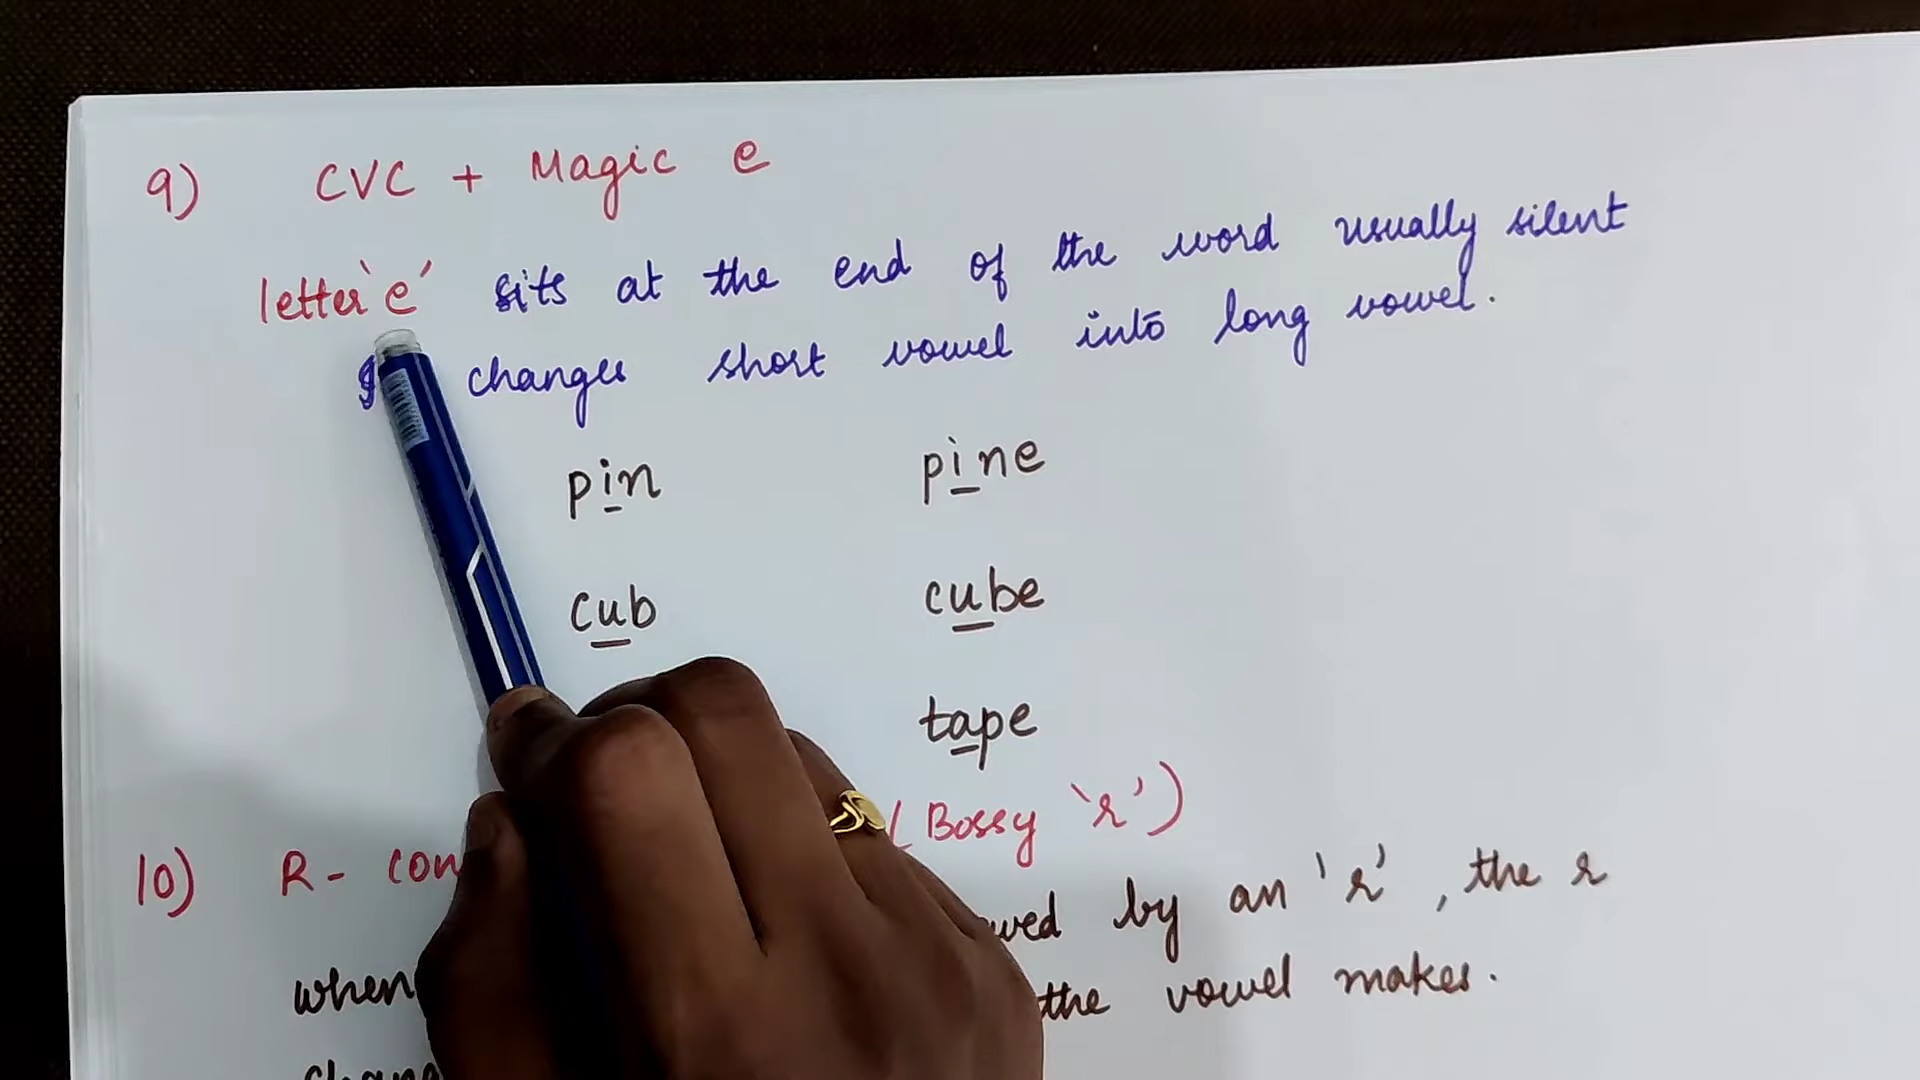 9) CVC + Magic e
letter 'e' sits at the end of the word usually silent
changes short vowel into long vowel.
pin pine
cub cube
tape
10) R- con (Bossy 'r')
when by an 'r', the r
the vowel makes.